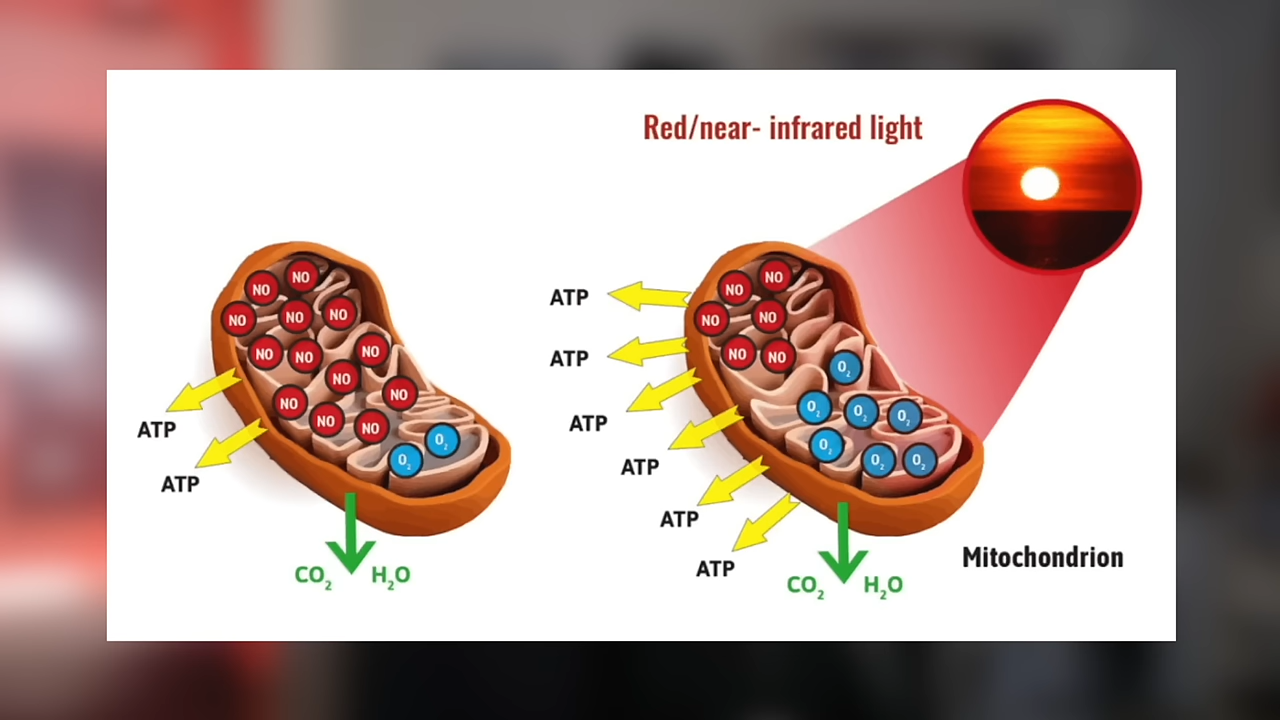 Red/near- infrared light
NO
NO
NO
NO
NO
NO
NO
NO
NO
NO
NO
NO
NO
O₂
O₂
ATP
ATP
CO₂ H₂O
NO
NO
NO
NO
NO
NO
O₂
O₂
O₂
O₂
O₂
O₂
O₂
ATP
ATP
ATP
ATP
ATP
ATP
CO₂ H₂O
Mitochondrion